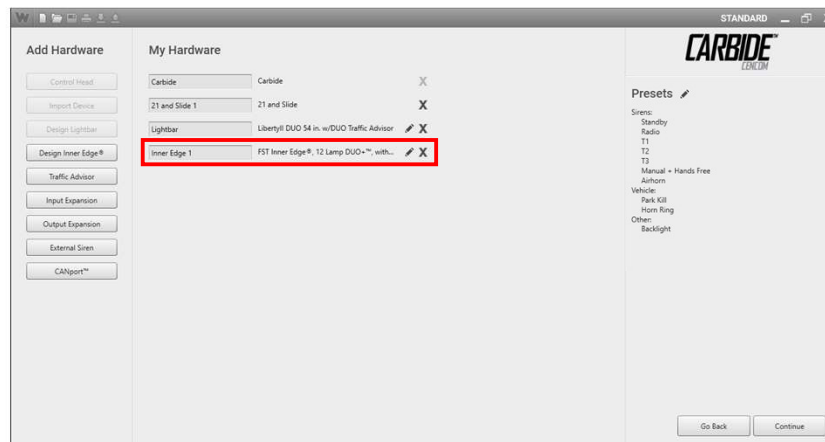 W
STANDARD
Add Hardware
Control Head
Import Device
Design Lightbar
Design Inner Edge®
Traffic Advisor
Input Expansion
Output Expansion
External Siren
CANport™
My Hardware
Carbide Carbide X
21 and Slide 1 21 and Slide X
Lightbar LibertyII DUO 54 in. w/DUO Traffic Advisor X
Inner Edge 1 FST Inner Edge®, 12 Lamp DUO+™, with... X
CARBIDE™
CENCOM
Presets
Sirens:
Standby
Radio
T1
T2
T3
Manual + Hands Free
Airhorn
Vehicle:
Park Kill
Horn Ring
Other:
Backlight
Go Back Continue